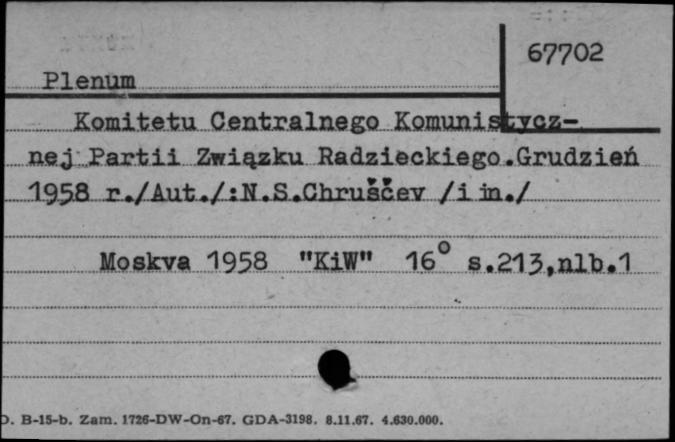 67702
Plenum
Komitetu Centralnego Komunistycz-
nej Partii Związku Radzieckiego.Grudzień
1958 r./Aut./:N.S.Chruščev /i in./
Moskva 1958 "KiW" 16° s.213,nlb.1
D. B-15-b. Zam. 1726-DW-On-67. GDA-3198. 8.11.67. 4.630.000.